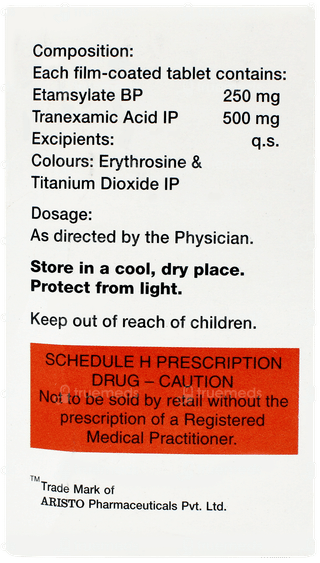 Composition:
Each film-coated tablet contains:
Etamsylate BP 250 mg
Tranexamic Acid IP 500 mg
Excipients: q.s.
Colours: Erythrosine &
Titanium Dioxide IP
Dosage:
As directed by the Physician.
Store in a cool, dry place.
Protect from light.
Keep out of reach of children.
SCHEDULE H PRESCRIPTION
DRUG – CAUTION
Not to be sold by retail without the
prescription of a Registered
Medical Practitioner.
truemeds truemeds
TM Trade Mark of
ARISTO Pharmaceuticals Pvt. Ltd.